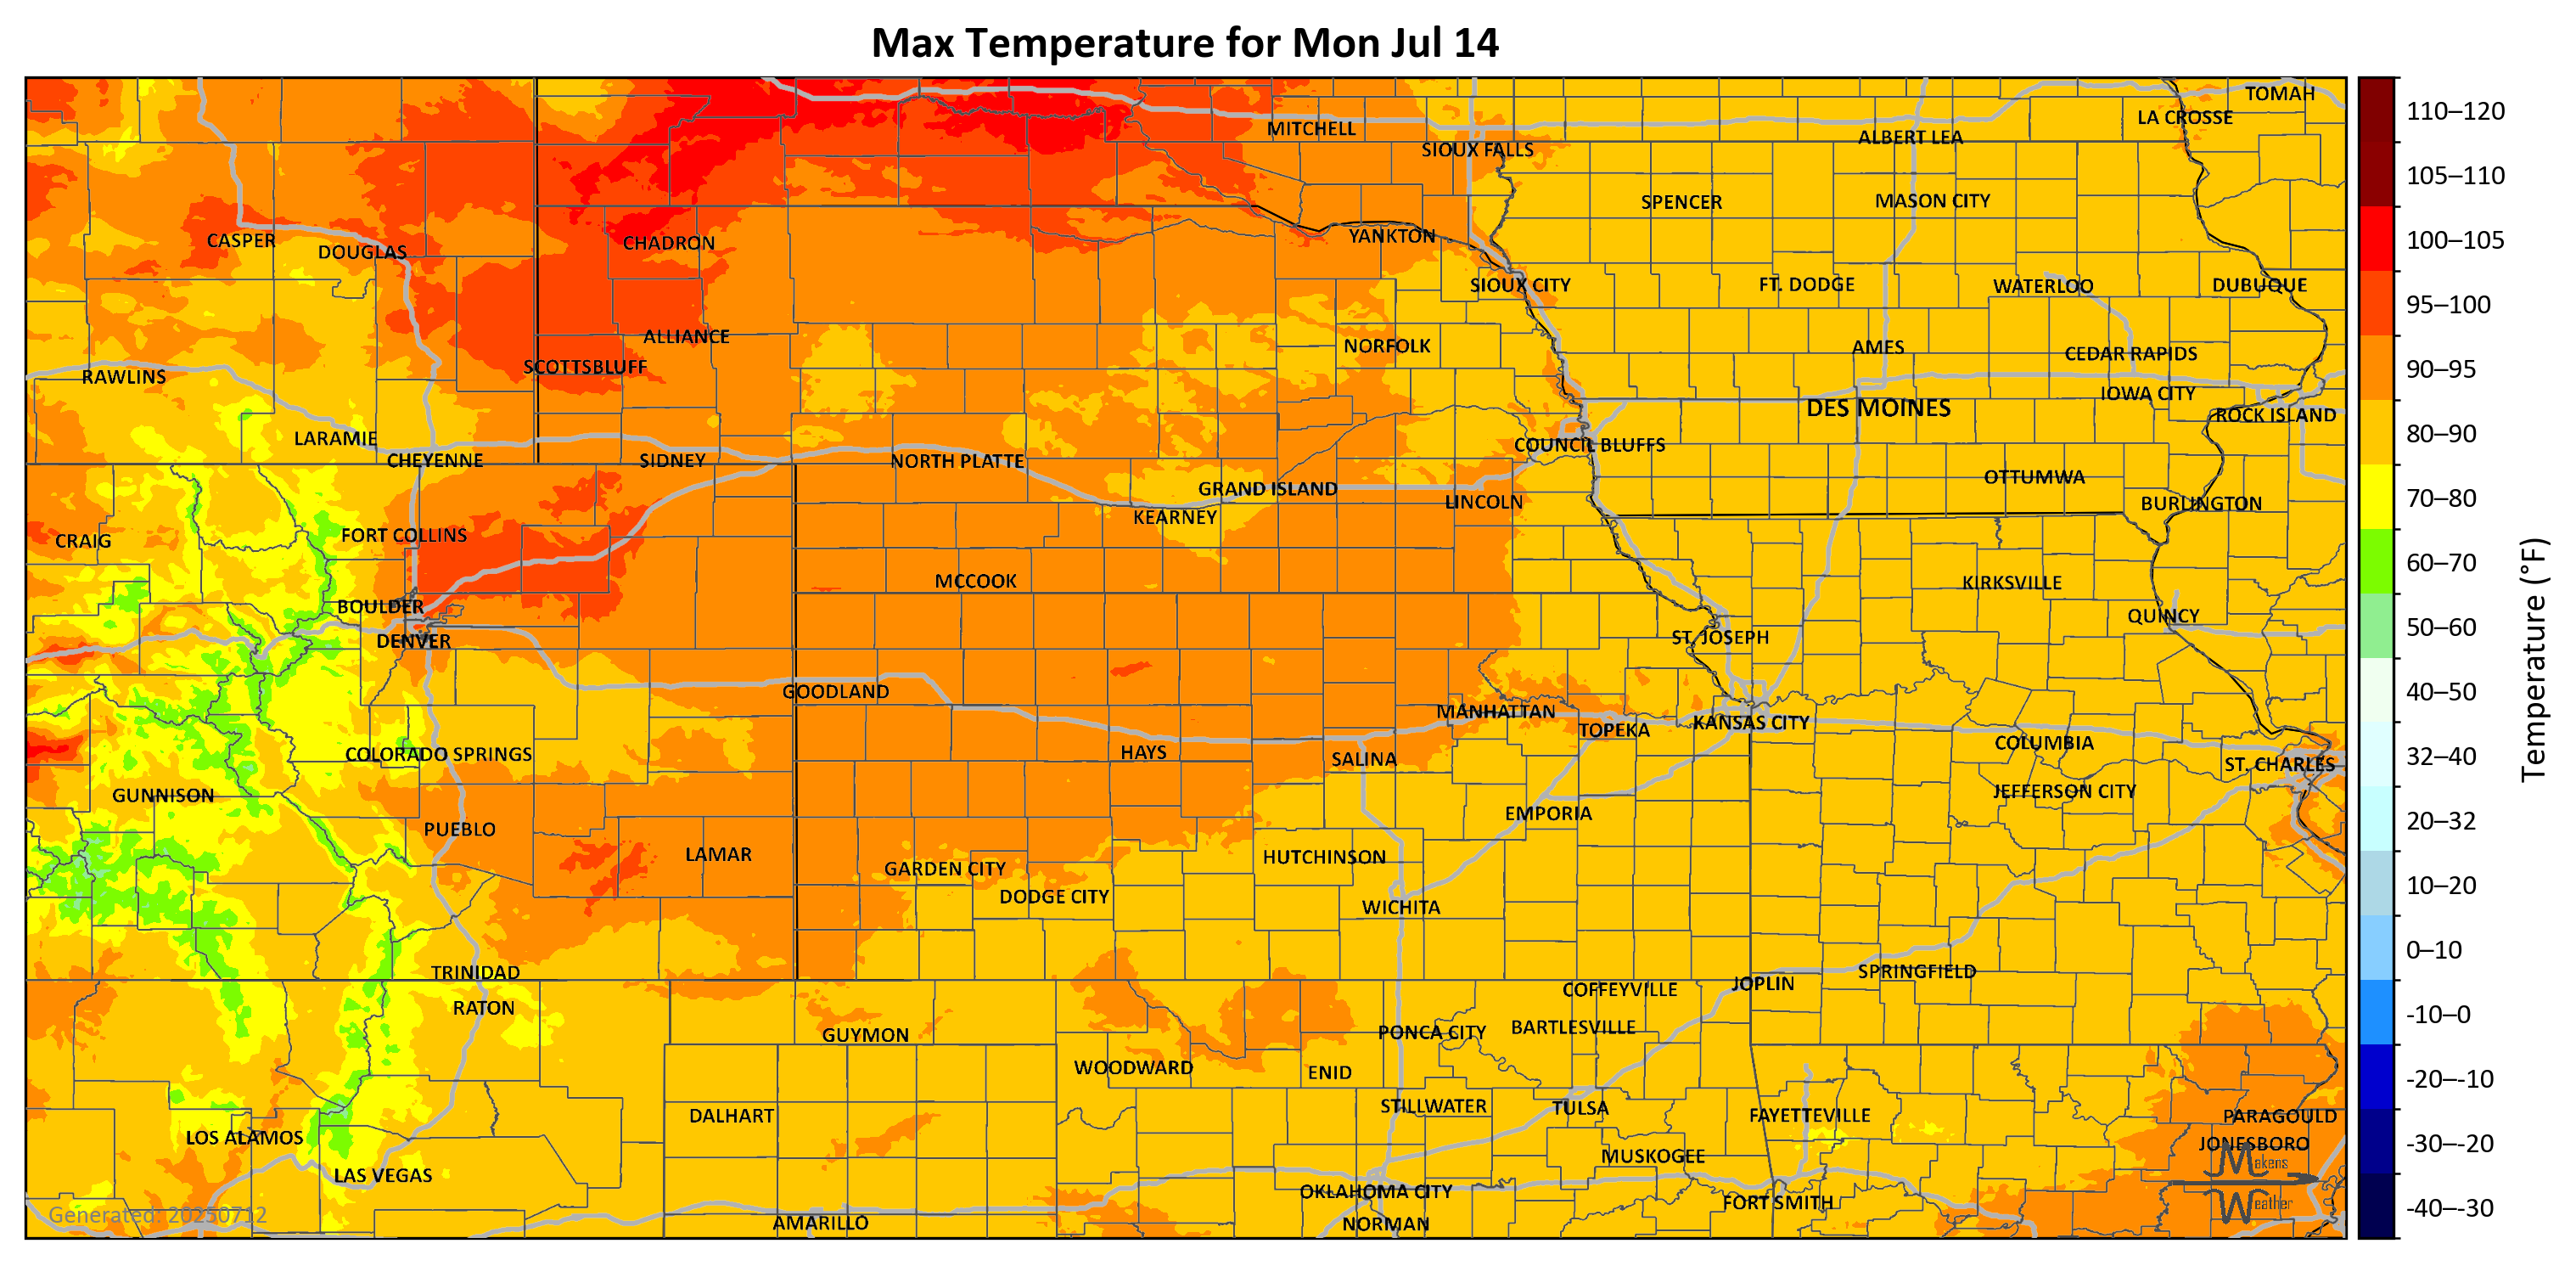 Max Temperature for Mon Jul 14
TOMAH
LA CROSSE
MITCHELL
ALBERT LEA
SIOUX FALLS
SPENCER
MASON CITY
CASPER
DOUGLAS
CHADRON
YANKTON
SIOUX CITY
FT. DODGE
WATERLOO
DUBUQUE
ALLIANCE
NORFOLK
AMES
CEDAR RAPIDS
SCOTTSBLUFF
RAWLINS
IOWA CITY
DES MOINES
ROCK ISLAND
LARAMIE
COUNCIL BLUFFS
CHEYENNE
SIDNEY
NORTH PLATTE
OTTUMWA
GRAND ISLAND
LINCOLN
BURLINGTON
KEARNEY
FORT COLLINS
CRAIG
MCCOOK
KIRKSVILLE
BOULDER
QUINCY
DENVER
ST. JOSEPH
GOODLAND
MANHATTAN
TOPEKA
KANSAS CITY
COLUMBIA
COLORADO SPRINGS
HAYS
SALINA
ST. CHARLES
GUNNISON
JEFFERSON CITY
EMPORIA
PUEBLO
LAMAR
HUTCHINSON
GARDEN CITY
DODGE CITY
WICHITA
TRINIDAD
SPRINGFIELD
JOPLIN
COFFEYVILLE
RATON
BARTLESVILLE
GUYMON
PONCA CITY
WOODWARD
ENID
STILLWATER
TULSA
DALHART
FAYETTEVILLE
PARAGOULD
LOS ALAMOS
JONESBORO
MUSKOGEE
LAS VEGAS
OKLAHOMA CITY
FORT SMITH
AMARILLO
NORMAN
Generated: 20250712
Makens
Weather
110–120
105–110
100–105
95–100
90–95
80–90
70–80
60–70
50–60
40–50
32–40
20–32
10–20
0–10
-10–0
-20–-10
-30–-20
-40–-30
Temperature (°F)